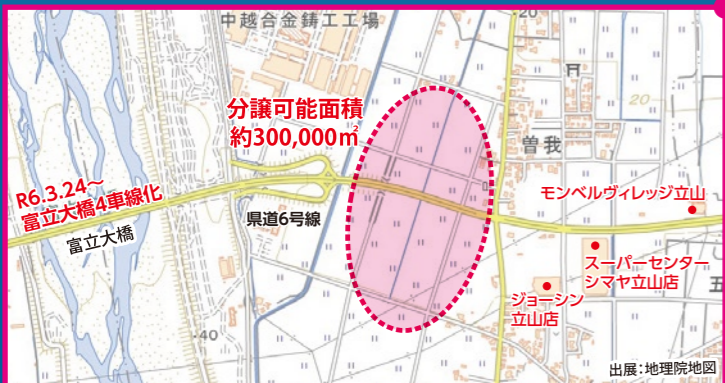 中越合金鋳工工場
20
分譲可能面積
約300,000㎡
20
曽我
モンベルヴィレッジ立山
R6.3.24～
富立大橋4車線化
富立大橋
県道6号線
スーパーセンター
シマヤ立山店
五
ジョーシン
立山店
40
出展：地理院地図